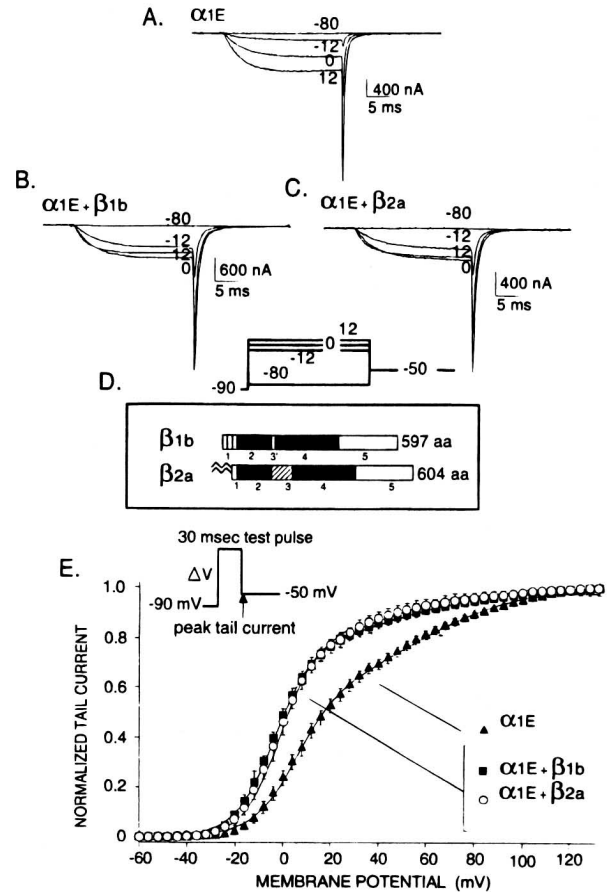 A.
α1E
-80
-12
0
12
400 nA
5 ms
B.
α1E + β1b
-80
-12
12
0
600 nA
5 ms
C.
α1E + β2a
-80
-12
12
0
400 nA
5 ms
12
0
-12
-80
-90
-50
D.
β1b
597 aa
1 2 3' 4 5
β2a
604 aa
1 2 3 4 5
30 msec test pulse
E.
ΔV
-90 mV
-50 mV
peak tail current
NORMALIZED TAIL CURRENT
1.0
0.8
0.6
0.4
0.2
0
α1E
α1E + β1b
α1E + β2a
-60 -40 -20 0 20 40 60 80 100 120
MEMBRANE POTENTIAL (mV)